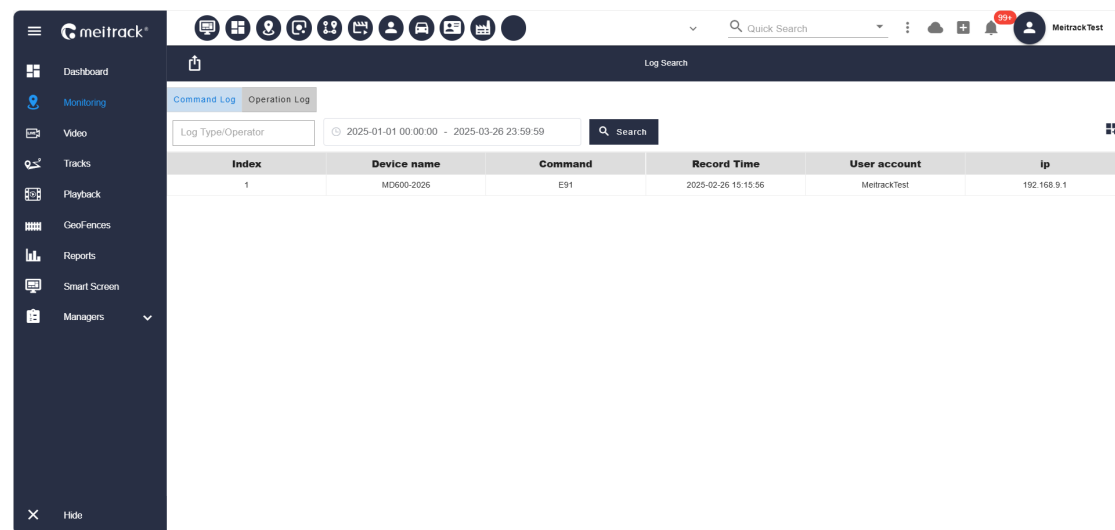 meitrack®
Quick Search
99+
MeitrackTest
Dashboard
Monitoring
Video
Tracks
Playback
GeoFences
Reports
Smart Screen
Managers
Hide
Log Search
Command Log Operation Log
Log Type/Operator 2025-01-01 00:00:00 - 2025-03-26 23:59:59 Search
Index Device name Command Record Time User account ip
1 MD600-2026 E91 2025-02-26 15:15:56 MeitrackTest 192.168.9.1